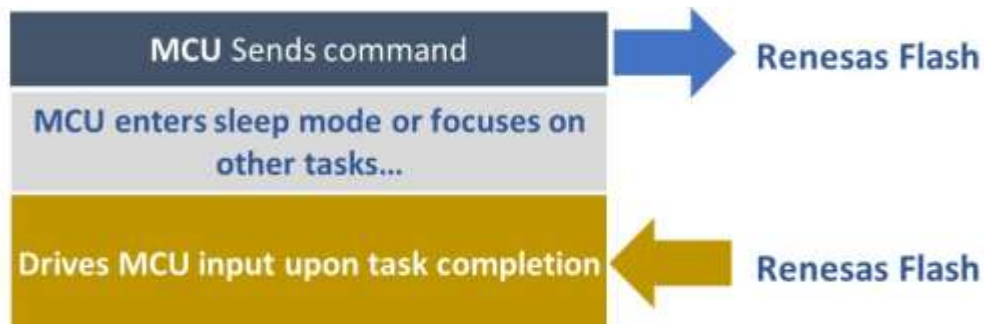 MCU Sends command
Renesas Flash
MCU enters sleep mode or focuses on
other tasks...
Drives MCU input upon task completion
Renesas Flash